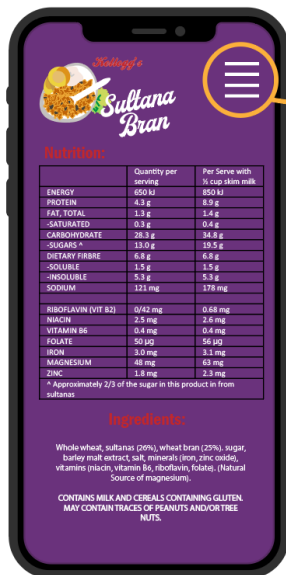 Kellogg's
Sultana
Bran
Nutrition:
Quantity per serving Per Serve with ½ cup skim milk
ENERGY 650 kJ 850 kJ
PROTEIN 4.3 g 8.9 g
FAT, TOTAL 1.3 g 1.4 g
-SATURATED 0.3 g 0.4 g
CARBOHYDRATE 28.3 g 34.8 g
-SUGARS ^ 13.0 g 19.5 g
DIETARY FIRBRE 6.8 g 6.8 g
-SOLUBLE 1.5 g 1.5 g
-INSOLUBLE 5.3 g 5.3 g
SODIUM 121 mg 178 mg
RIBOFLAVIN (VIT B2) 0/42 mg 0.68 mg
NIACIN 2.5 mg 2.6 mg
VITAMIN B6 0.4 mg 0.4 mg
FOLATE 50 µg 56 µg
IRON 3.0 mg 3.1 mg
MAGNESIUM 48 mg 63 mg
ZINC 1.8 mg 2.3 mg
^ Approximately 2/3 of the sugar in this product in from
sultanas
Ingredients:
Whole wheat, sultanas (26%), wheat bran (25%). sugar,
barley malt extract, salt, minerals (iron, zinc oxide),
vitamins (niacin, vitamin B6, riboflavin, folate). (Natural
Source of magnesium).
CONTAINS MILK AND CEREALS CONTAINING GLUTEN.
MAY CONTAIN TRACES OF PEANUTS AND/OR TREE
NUTS.